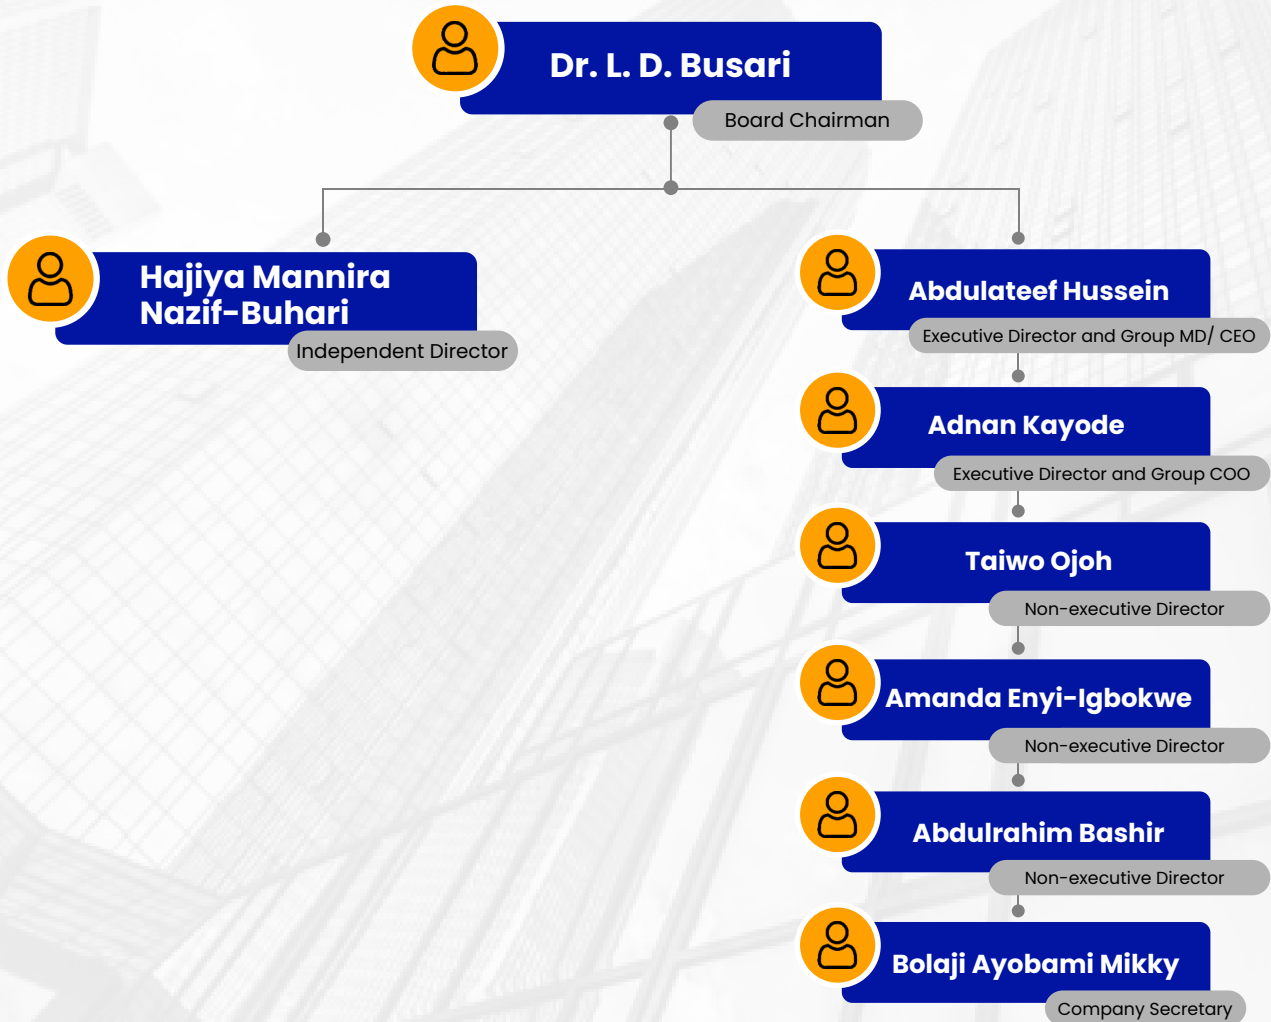 Dr. L. D. Busari
Board Chairman
Hajiya Mannira
Nazif-Buhari
Independent Director
Abdulateef Hussein
Executive Director and Group MD/ CEO
Adnan Kayode
Executive Director and Group COO
Taiwo Ojoh
Non-executive Director
Amanda Enyi-Igbokwe
Non-executive Director
Abdulrahim Bashir
Non-executive Director
Bolaji Ayobami Mikky
Company Secretary